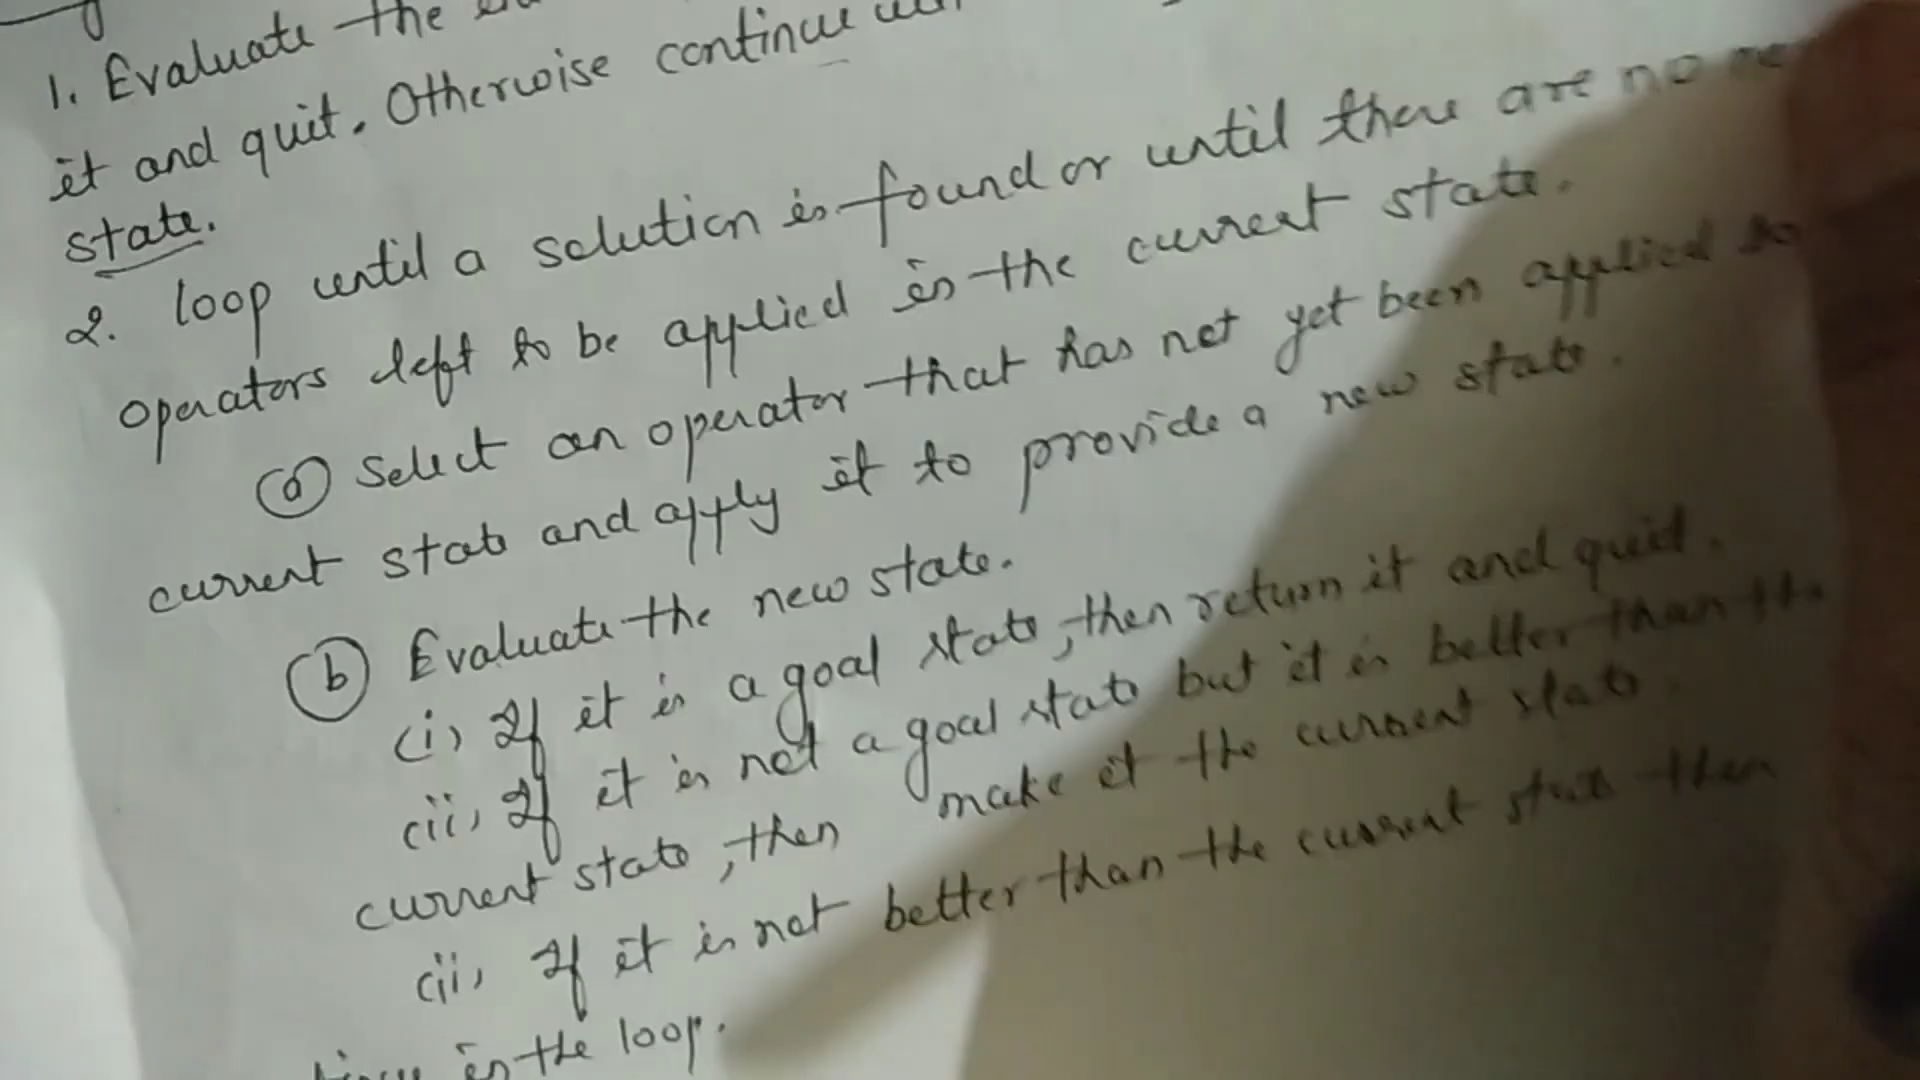 1. Evaluate the
it and quit. Otherwise continue
state.
2. loop until a solution is found or until there are no
operators left to be applied in the current state.
(a) Select an operator that has not yet been applied to
current state and apply it to provide a new state.
(b) Evaluate the new state.
(i) If it is a goal state, then return it and quit.
(ii) If it is not a goal state but it is better than the
current state, then make it the current state.
(ii) If it is not better than the current state then
in the loop.